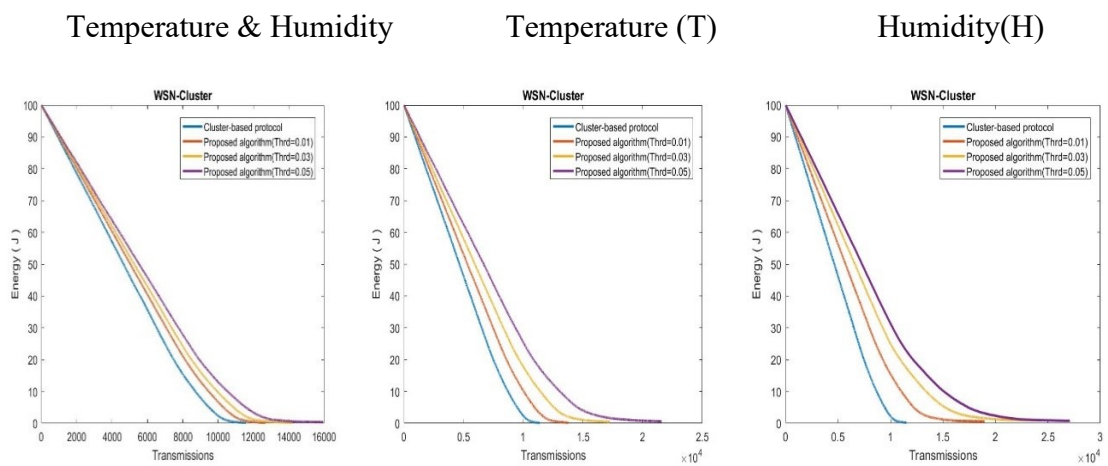 Temperature & Humidity
Temperature (T)
Humidity(H)
WSN-Cluster
100
90
80
70
60
50
40
30
20
10
0
Energy ( J )
Cluster-based protocol
Proposed algorithm(Thrd=0.01)
Proposed algorithm(Thrd=0.03)
Proposed algorithm(Thrd=0.05)
0 2000 4000 6000 8000 10000 12000 14000 16000
Transmissions
WSN-Cluster
100
90
80
70
60
50
40
30
20
10
0
Energy ( J )
Cluster-based protocol
Proposed algorithm(Thrd=0.01)
Proposed algorithm(Thrd=0.03)
Proposed algorithm(Thrd=0.05)
0 0.5 1 1.5 2 2.5
Transmissions
×10⁴
WSN-Cluster
100
90
80
70
60
50
40
30
20
10
0
Energy ( J )
Cluster-based protocol
Proposed algorithm(Thrd=0.01)
Proposed algorithm(Thrd=0.03)
Proposed algorithm(Thrd=0.05)
0 0.5 1 1.5 2 2.5 3
Transmissions
×10⁴